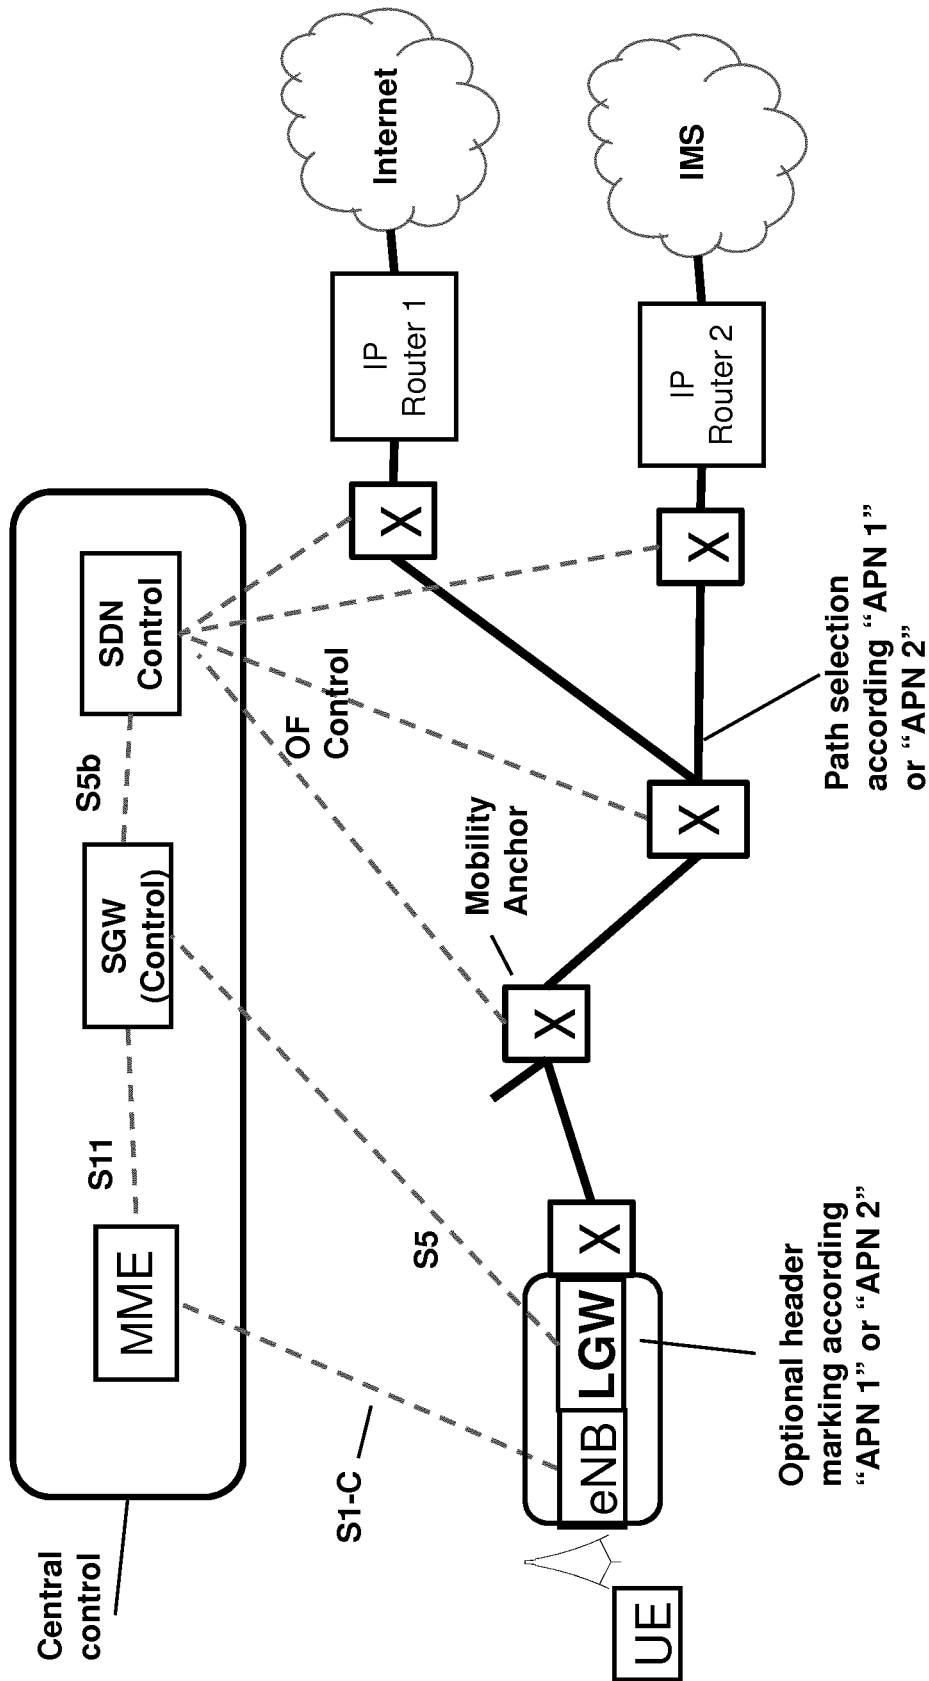 Central
control
MME
S11
SGW
(Control)
S5b
SDN
Control
S1-C
S5
OF
Control
Mobility
Anchor
UE
eNB
LGW
X
X
X
X
X
IP
Router 1
Internet
IP
Router 2
IMS
Optional header
marking according
“APN 1” or “APN 2”
Path selection
according “APN 1”
or “APN 2”